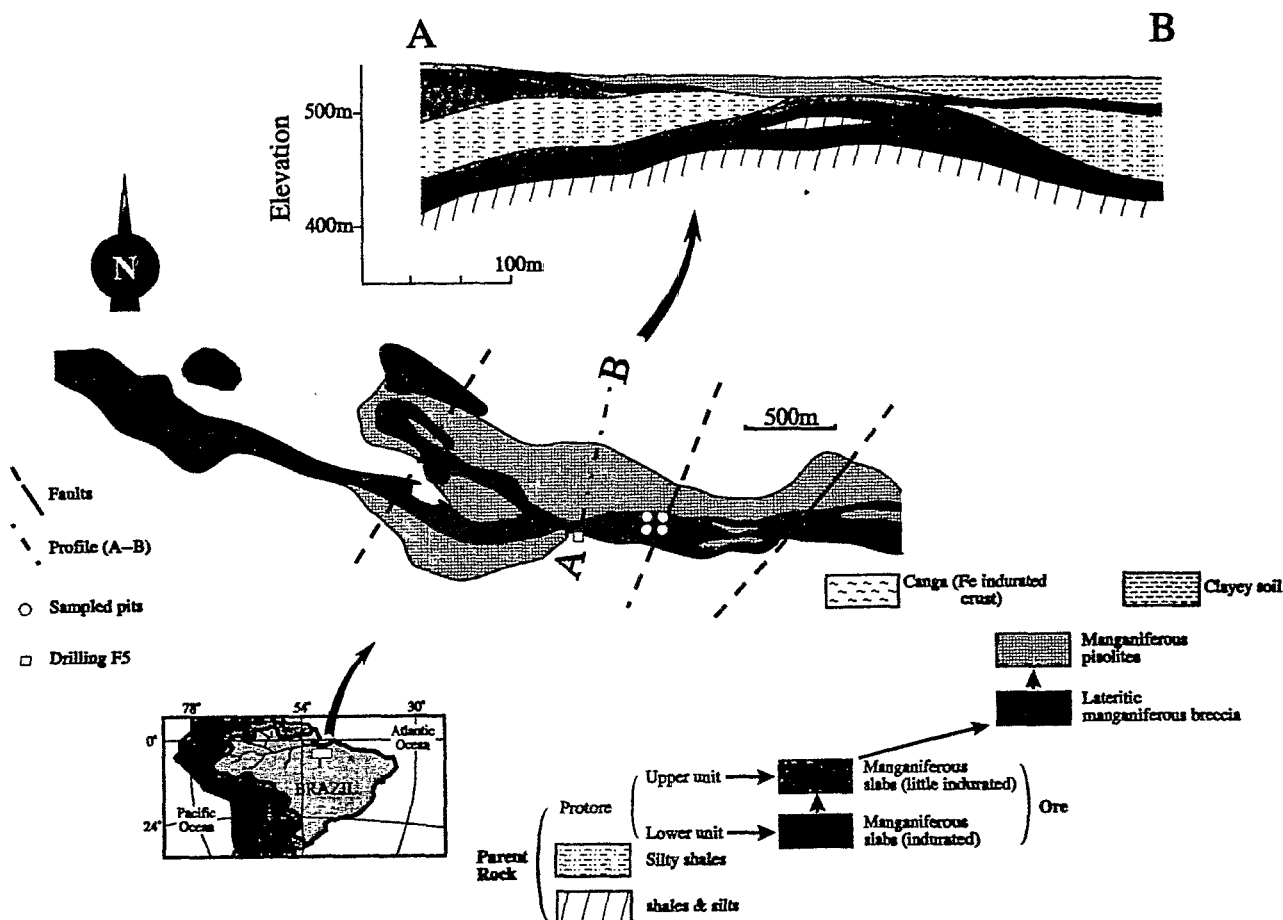 A
B
Elevation
500m
400m
100m
N
B
A
500m
Faults
Profile (A–B)
Sampled pits
Drilling F5
Canga (Fe indurated
crust)
Clayey soil
Manganiferous
pisolites
Lateritic
manganiferous breccia
78°
54°
30°
0°
24°
Atlantic
Ocean
BRAZIL
Pacific
Ocean
Upper unit
Manganiferous
slabs (little indurated)
Protore
Ore
Lower unit
Manganiferous
slabs (indurated)
Parent
Rock
Silty shales
shales & silts